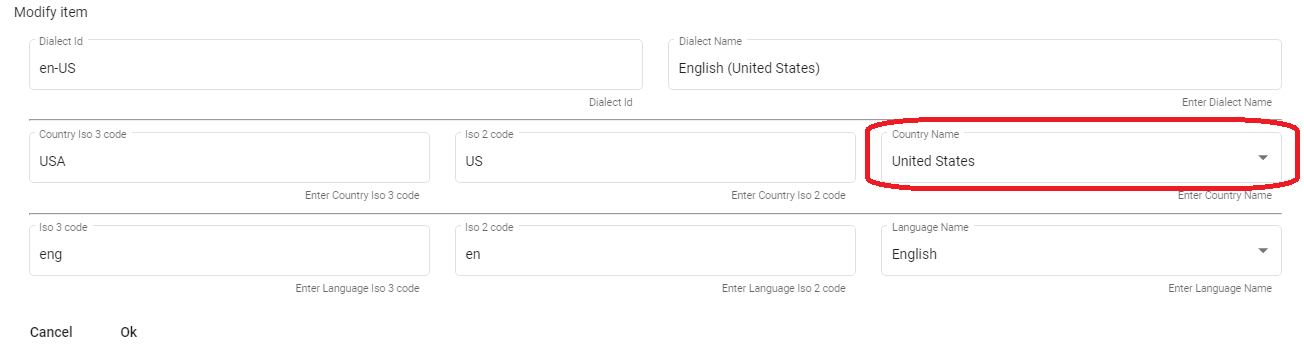 Modify item
Dialect Id Dialect Name
en-US English (United States)
Dialect Id Enter Dialect Name
Country Iso 3 code Iso 2 code Country Name
USA US United States
Enter Country Iso 3 code Enter Country Iso 2 code Enter Country Name
Iso 3 code Iso 2 code Language Name
eng en English
Enter Language Iso 3 code Enter Language Iso 2 code Enter Language Name
Cancel Ok